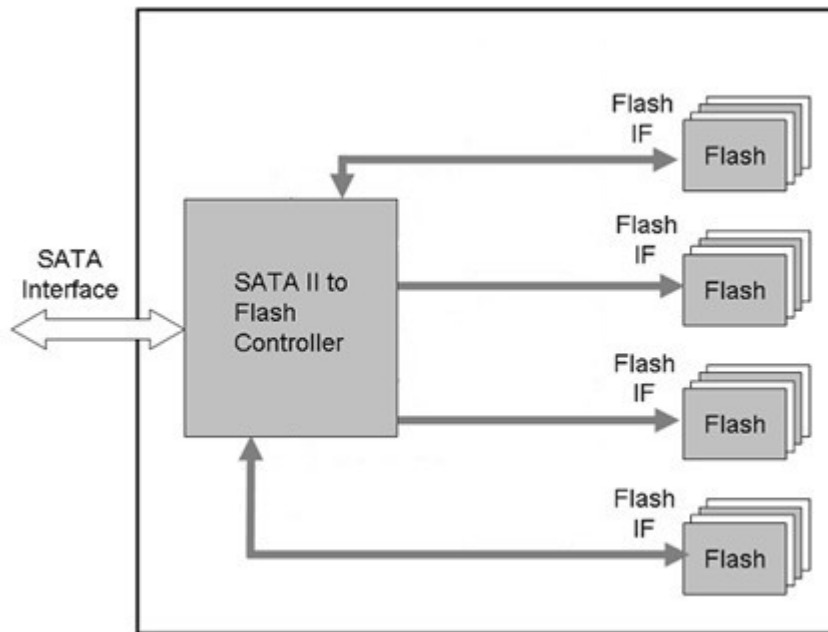 Flash
IF
Flash
Flash
IF
Flash
SATA
Interface
SATA II to
Flash
Controller
Flash
IF
Flash
Flash
IF
Flash